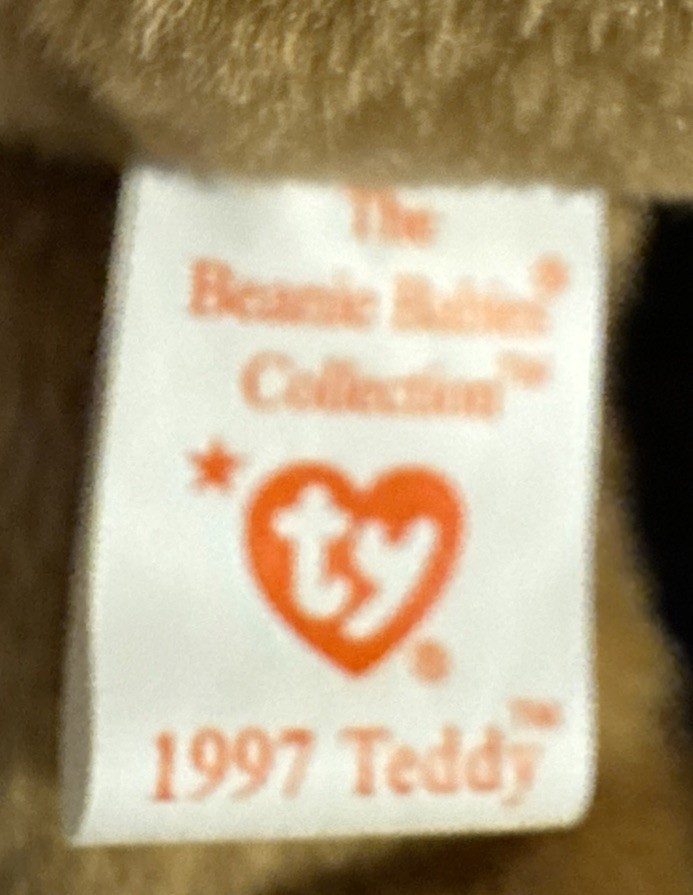 The
Beanie Babies®
Collection™
ty®
1997 Teddy™